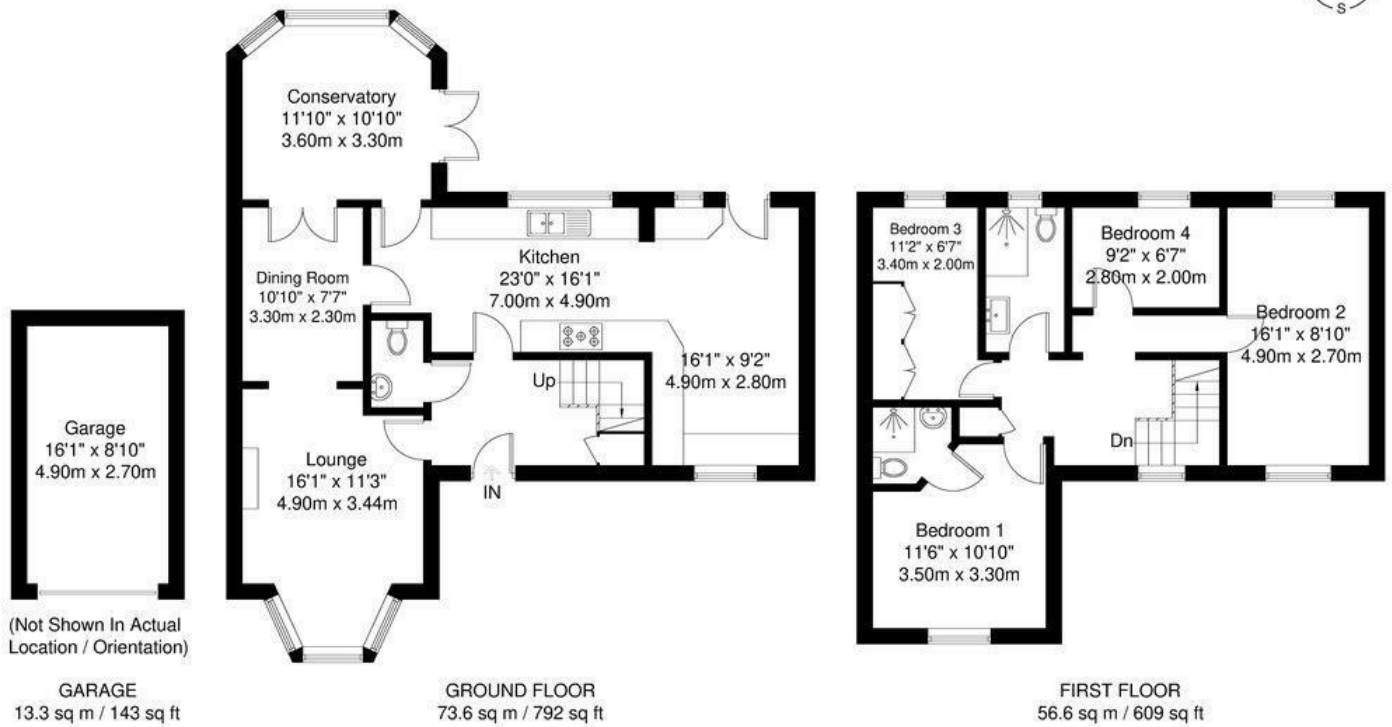 S
Conservatory
11'10" x 10'10"
3.60m x 3.30m
Dining Room
10'10" x 7'7"
3.30m x 2.30m
Kitchen
23'0" x 16'1"
7.00m x 4.90m
16'1" x 9'2"
4.90m x 2.80m
Up
Lounge
16'1" x 11'3"
4.90m x 3.44m
IN
Garage
16'1" x 8'10"
4.90m x 2.70m
(Not Shown In Actual
Location / Orientation)
GARAGE
13.3 sq m / 143 sq ft
GROUND FLOOR
73.6 sq m / 792 sq ft
Bedroom 3
11'2" x 6'7"
3.40m x 2.00m
Bedroom 4
9'2" x 6'7"
2.80m x 2.00m
Bedroom 2
16'1" x 8'10"
4.90m x 2.70m
Dn
Bedroom 1
11'6" x 10'10"
3.50m x 3.30m
FIRST FLOOR
56.6 sq m / 609 sq ft